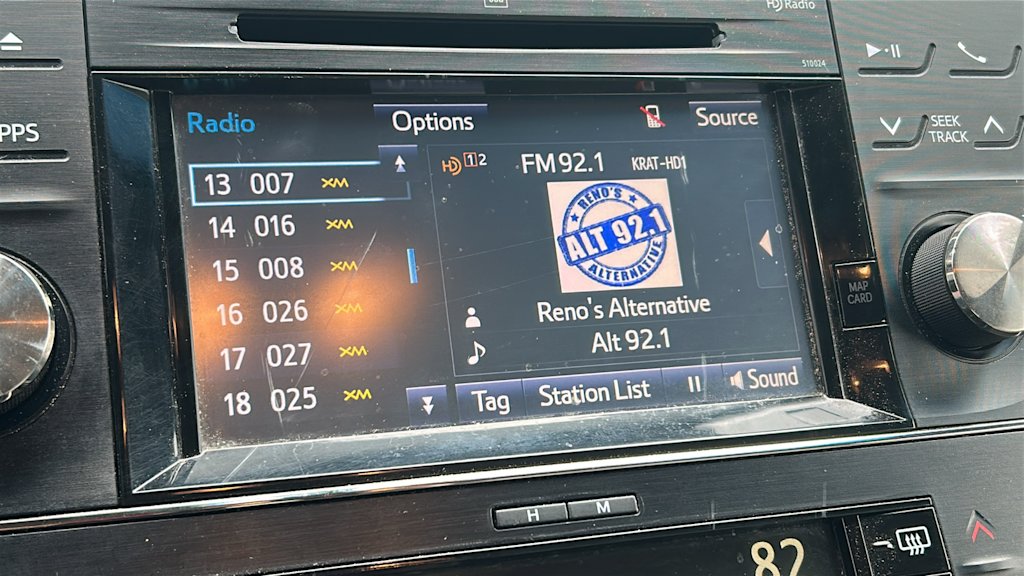 HD Radio
510024
APPS
SEEK
TRACK
MAP
CARD
Radio
Options
Source
13 007 XM
14 016 XM
15 008 XM
16 026 XM
17 027 XM
18 025 XM
HD 1 2
FM 92.1 KRAT-HD1
RENO'S
ALT 92.1
ALTERNATIVE
Reno's Alternative
Alt 92.1
Tag
Station List
Sound
H M
82